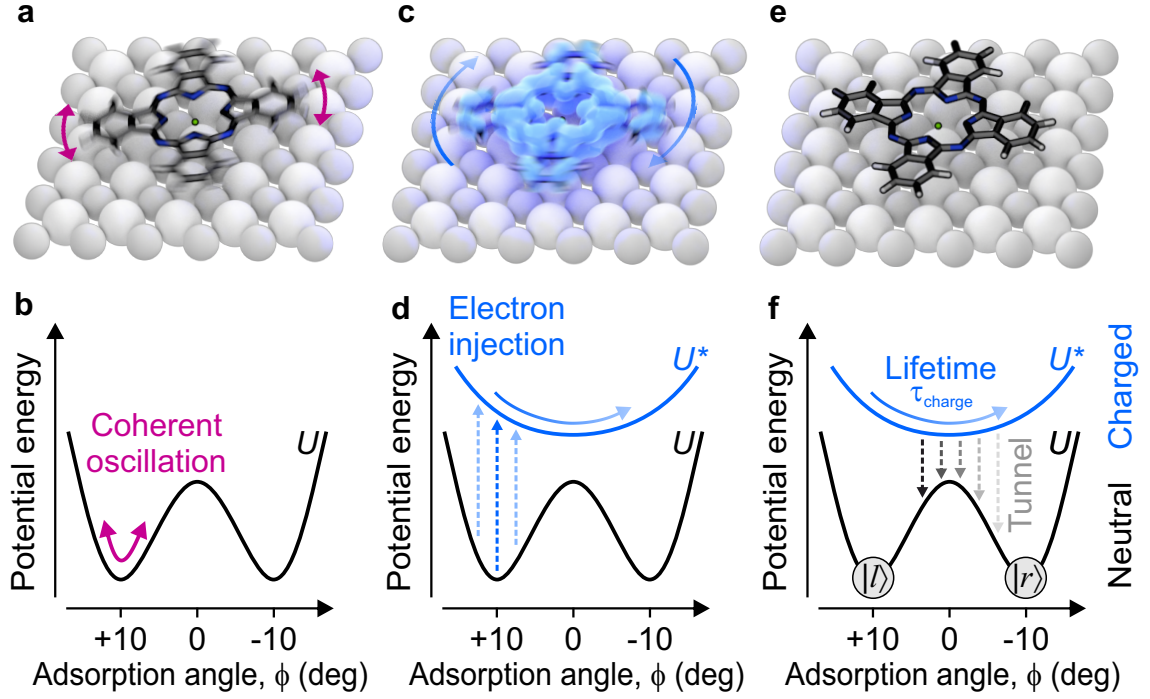 a
c
e
b
Potential energy
Coherent
oscillation
U
+10
0
-10
Adsorption angle, ϕ (deg)
d
Potential energy
Electron
injection
U*
U
+10
0
-10
Adsorption angle, ϕ (deg)
f
Potential energy
Lifetime
τcharge
U*
U
Tunnel
|l⟩
|r⟩
+10
0
-10
Adsorption angle, ϕ (deg)
Charged
Neutral